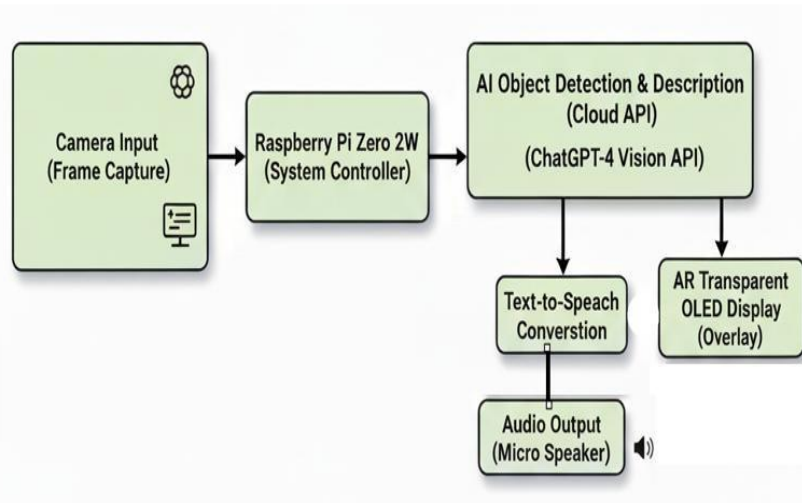 Camera Input
(Frame Capture)
Raspberry Pi Zero 2W
(System Controller)
AI Object Detection & Description
(Cloud API)
(ChatGPT-4 Vision API)
Text-to-Speach
Converstion
AR Transparent
OLED Display
(Overlay)
Audio Output
(Micro Speaker)